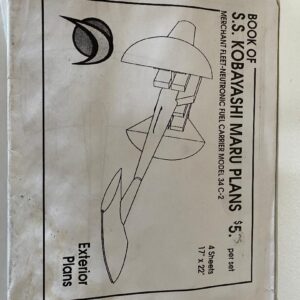 BOOK OF
S.S. KOBAYASHI MARU PLANS
MERCHANT FLEET-NEUTRONIC FUEL CARRIER MODEL 34 C-2
$5.95 per set
4 Sheets
17" x 22"
Exterior
Plans